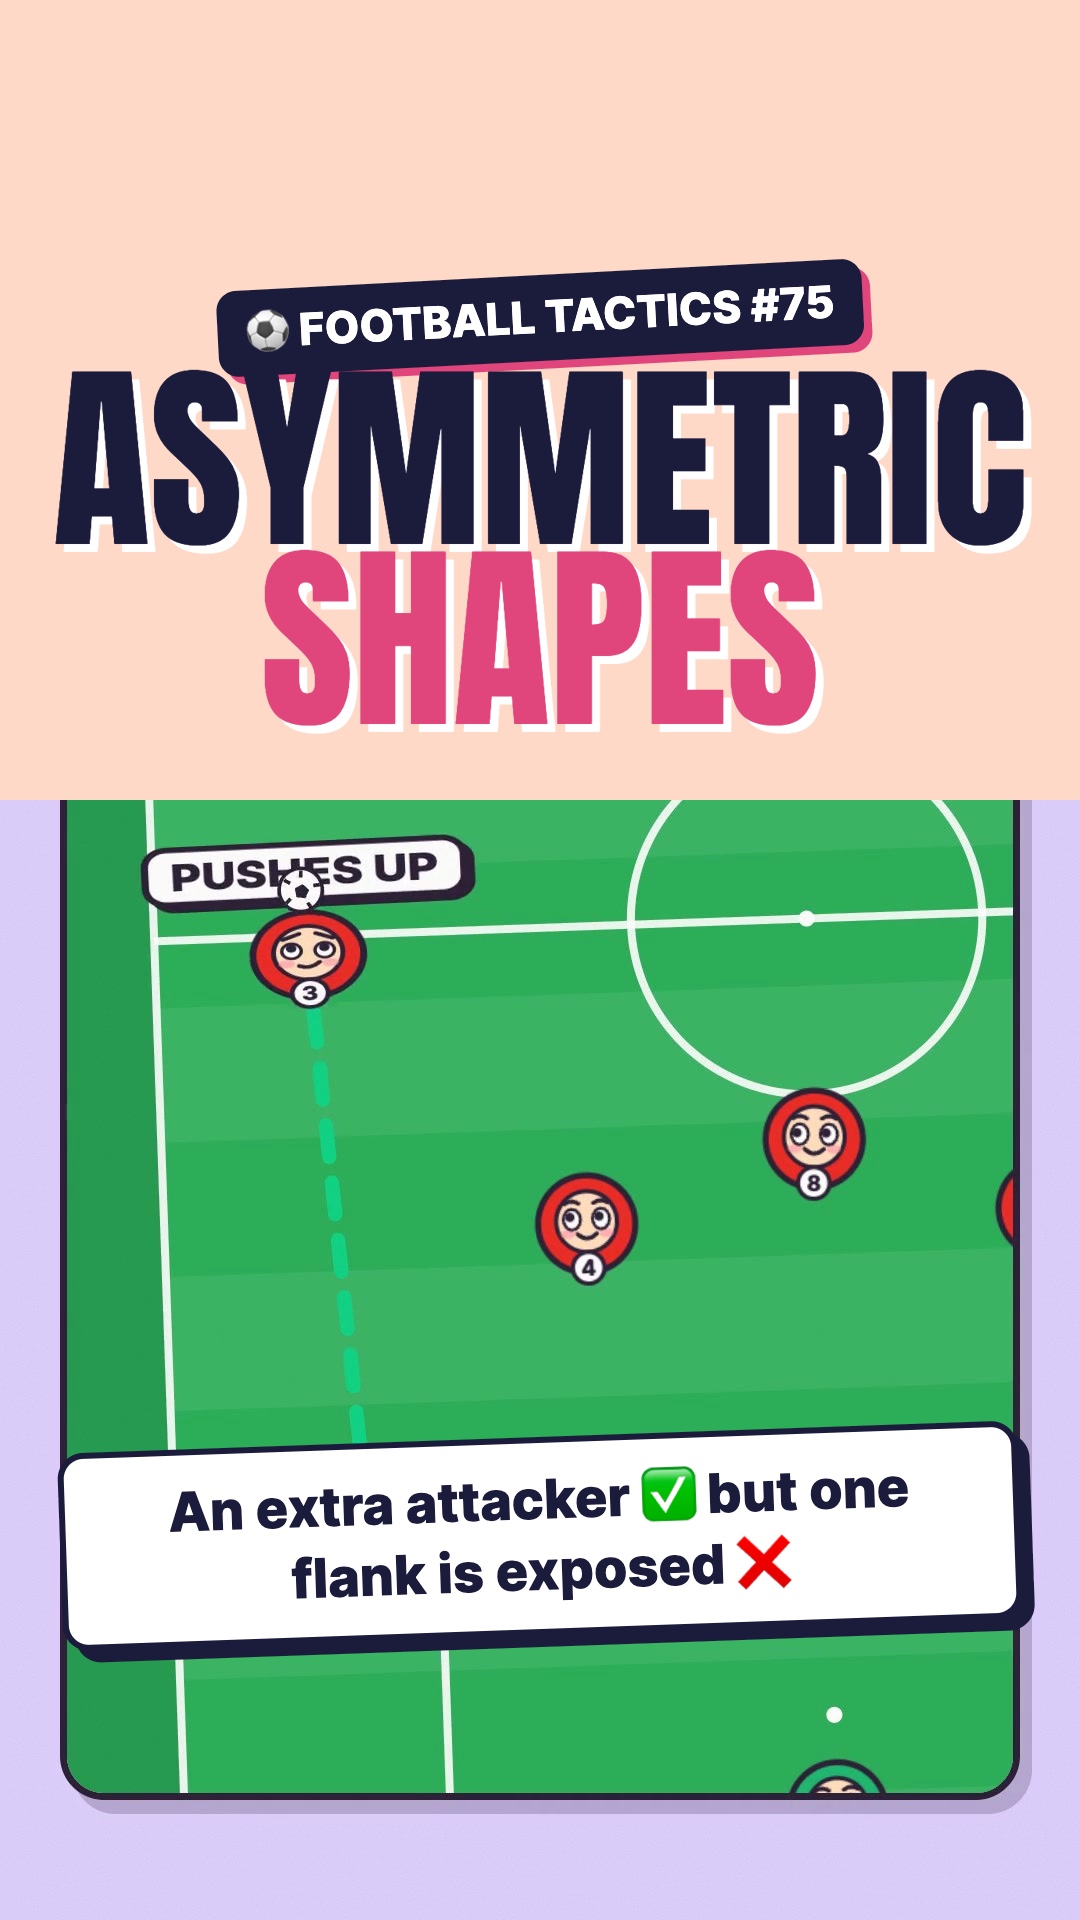 ⚽ FOOTBALL TACTICS #75
ASYMMETRIC
SHAPES
PUSHES UP
3
8
4
An extra attacker ✅ but one
flank is exposed ❌